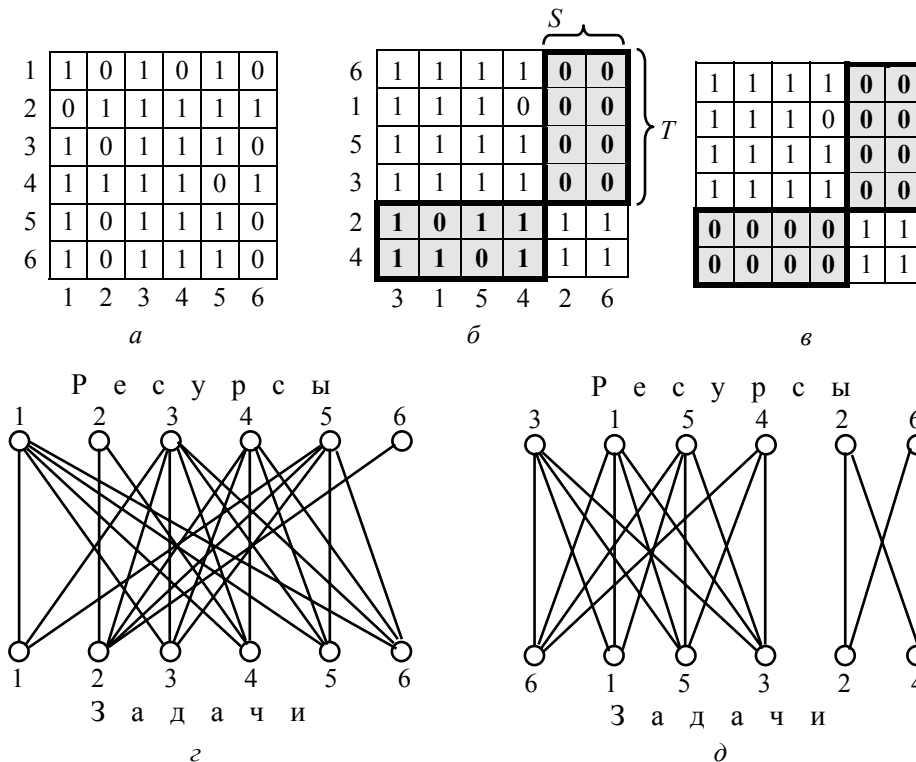 S
1 1 0 1 0 1 0
2 0 1 1 1 1 1
3 1 0 1 1 1 0
4 1 1 1 1 0 1
5 1 0 1 1 1 0
6 1 0 1 1 1 0
1 2 3 4 5 6
а
6 1 1 1 1 0 0
1 1 1 1 0 0 0
5 1 1 1 1 0 0
3 1 1 1 1 0 0
2 1 0 1 1 1 1
4 1 1 0 1 1 1
3 1 5 4 2 6
T
б
1 1 1 1 0 0
1 1 1 0 0 0
1 1 1 1 0 0
1 1 1 1 0 0
0 0 0 0 1 1
0 0 0 0 1 1
в
Ресурсы
1 2 3 4 5 6
1 2 3 4 5 6
Задачи
г
Ресурсы
3 1 5 4 2 6
6 1 5 3 2 4
Задачи
д